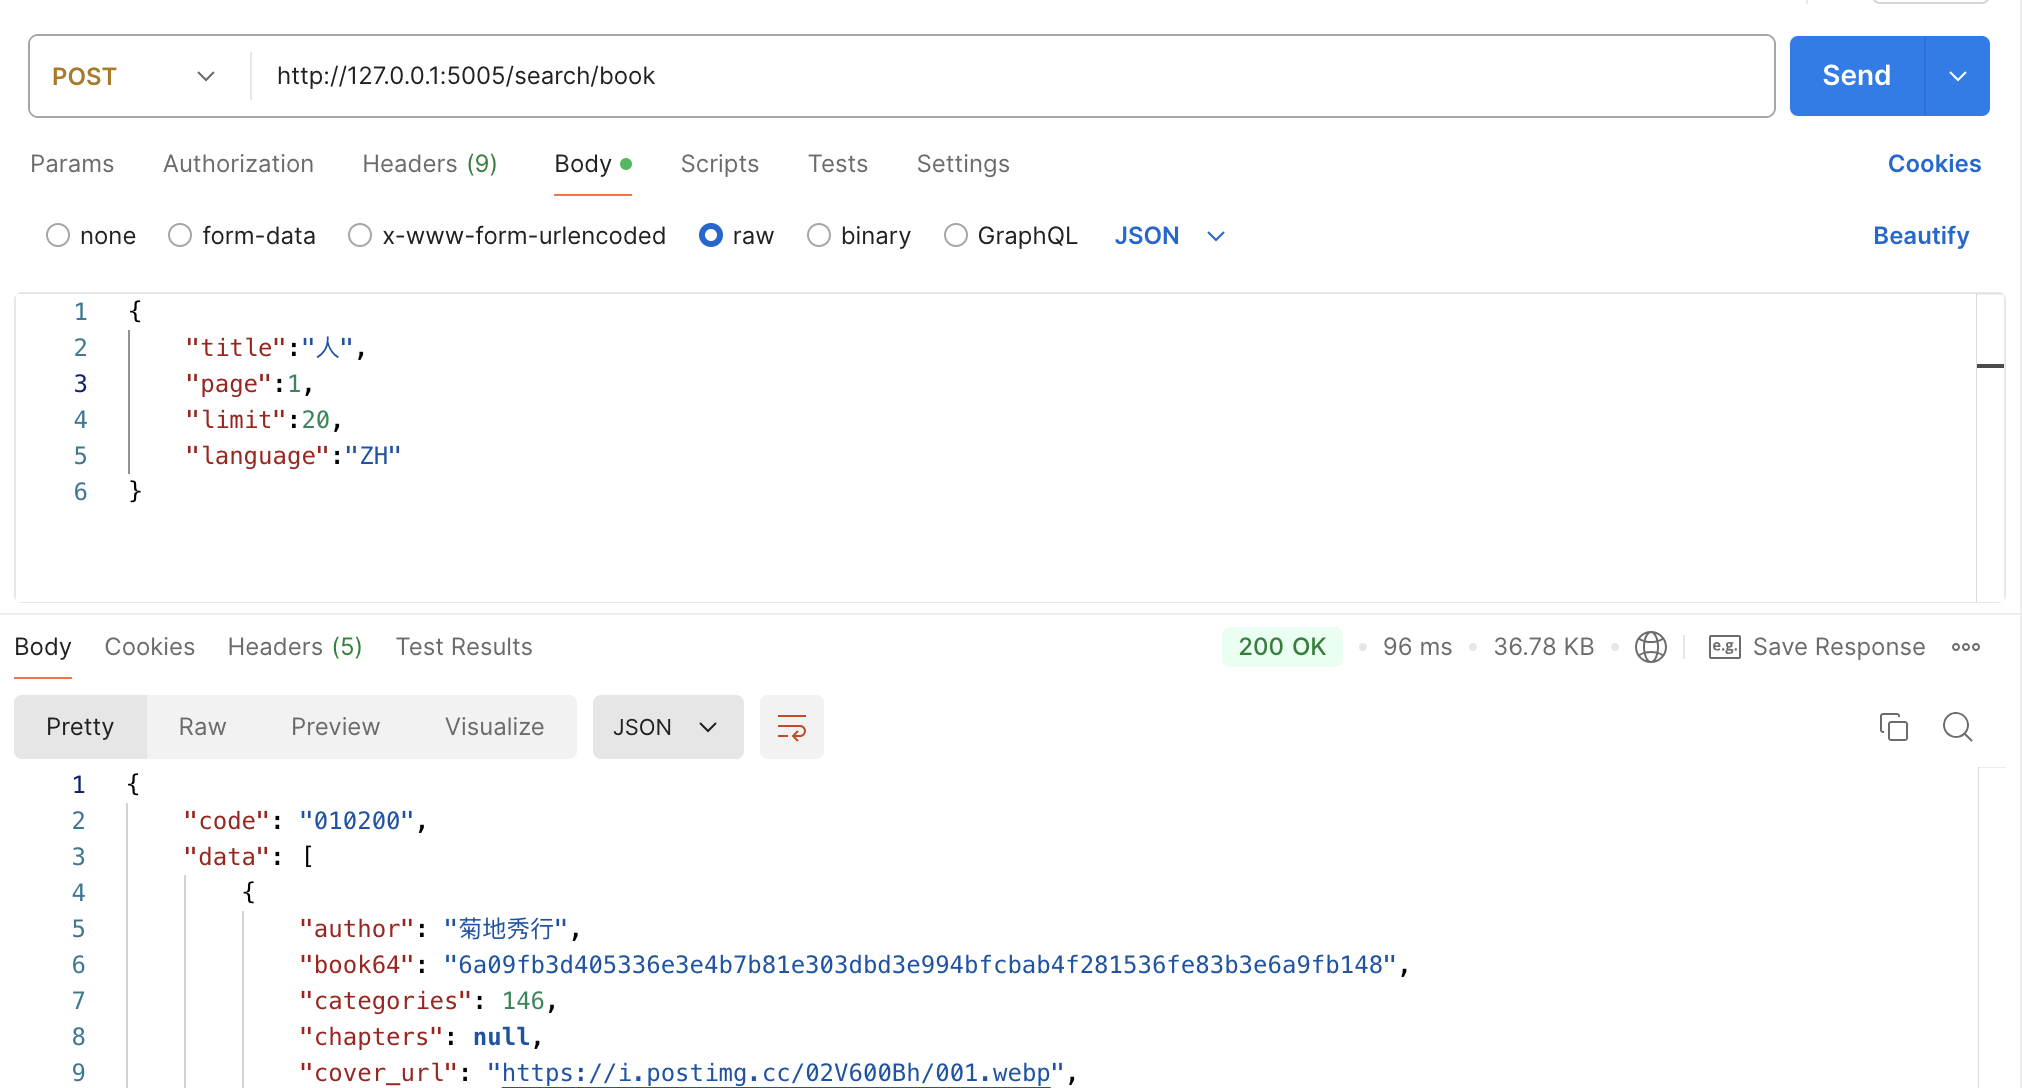 POST http://127.0.0.1:5005/search/book Send
Params Authorization Headers (9) Body Scripts Tests Settings Cookies
none form-data x-www-form-urlencoded raw binary GraphQL JSON Beautify
1 {
2 "title":"人",
3 "page":1,
4 "limit":20,
5 "language":"ZH"
6 }
Body Cookies Headers (5) Test Results 200 OK 96 ms 36.78 KB e.g. Save Response
Pretty Raw Preview Visualize JSON
1 {
2 "code": "010200",
3 "data": [
4 {
5 "author": "菊地秀行",
6 "book64": "6a09fb3d405336e3e4b7b81e303dbd3e994bfcbab4f281536fe83b3e6a9fb148",
7 "categories": 146,
8 "chapters": null,
9 "cover_url": "https://i.postimg.cc/02V600Bh/001.webp",